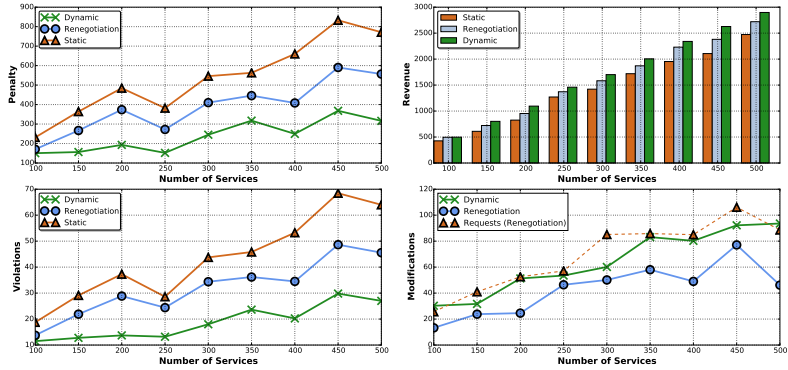 900
800
700
600
500
400
300
200
100
Penalty
Dynamic
Renegotiation
Static
100 150 200 250 300 350 400 450 500
Number of Services
3000
2500
2000
1500
1000
500
0
Revenue
Static
Renegotiation
Dynamic
100 150 200 250 300 350 400 450 500
Number of Services
70
60
50
40
30
20
10
Violations
Dynamic
Renegotiation
Static
100 150 200 250 300 350 400 450 500
Number of Services
120
100
80
60
40
20
0
Modifications
Dynamic
Renegotiation
Requests (Renegotiation)
100 150 200 250 300 350 400 450 500
Number of Services